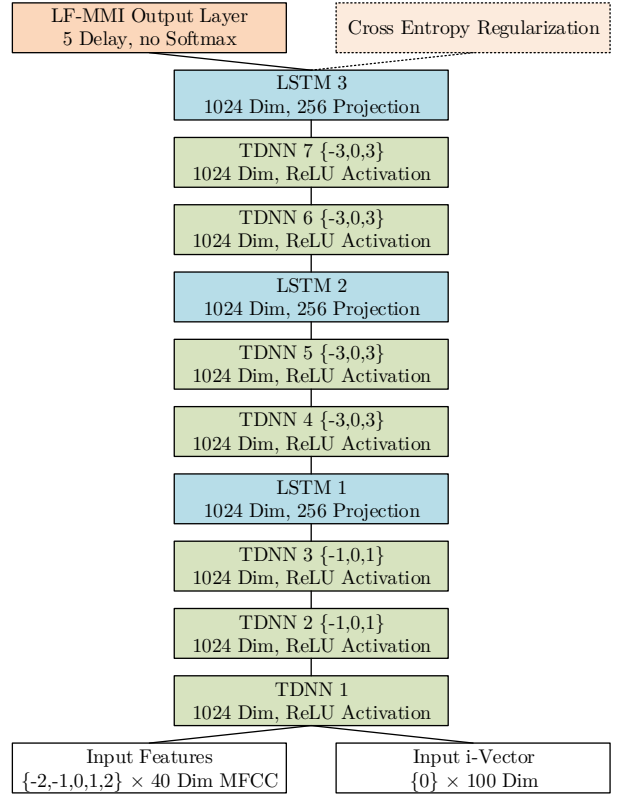 LF-MMI Output Layer
5 Delay, no Softmax
Cross Entropy Regularization
LSTM 3
1024 Dim, 256 Projection
TDNN 7 {-3,0,3}
1024 Dim, ReLU Activation
TDNN 6 {-3,0,3}
1024 Dim, ReLU Activation
LSTM 2
1024 Dim, 256 Projection
TDNN 5 {-3,0,3}
1024 Dim, ReLU Activation
TDNN 4 {-3,0,3}
1024 Dim, ReLU Activation
LSTM 1
1024 Dim, 256 Projection
TDNN 3 {-1,0,1}
1024 Dim, ReLU Activation
TDNN 2 {-1,0,1}
1024 Dim, ReLU Activation
TDNN 1
1024 Dim, ReLU Activation
Input Features
{-2,-1,0,1,2} × 40 Dim MFCC
Input i-Vector
{0} × 100 Dim